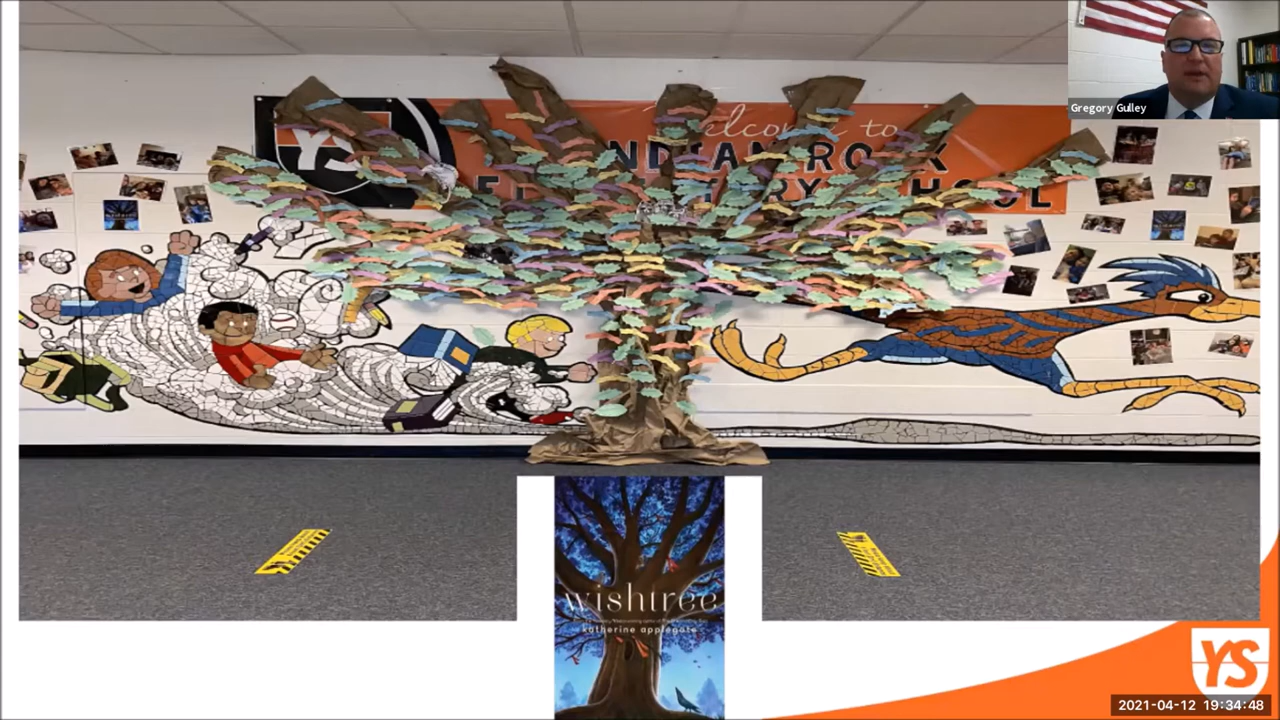 Gregory Gulley
YS
Welcome to
INDIAN ROCK
ELEMENTARY SCHOOL
wishtree
katherine applegate
YS
2021-04-12 19:34:48